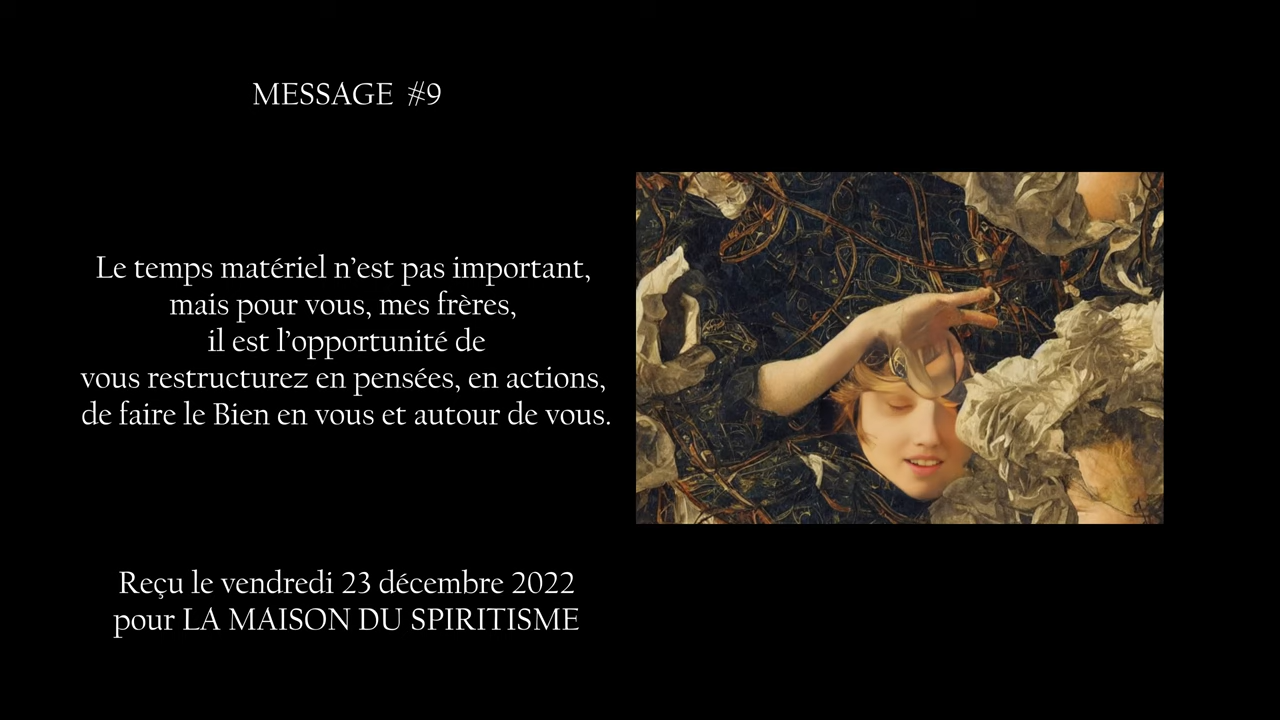 MESSAGE #9
Le temps matériel n’est pas important,
mais pour vous, mes frères,
il est l’opportunité de
vous restructurez en pensées, en actions,
de faire le Bien en vous et autour de vous.
Reçu le vendredi 23 décembre 2022
pour LA MAISON DU SPIRITISME